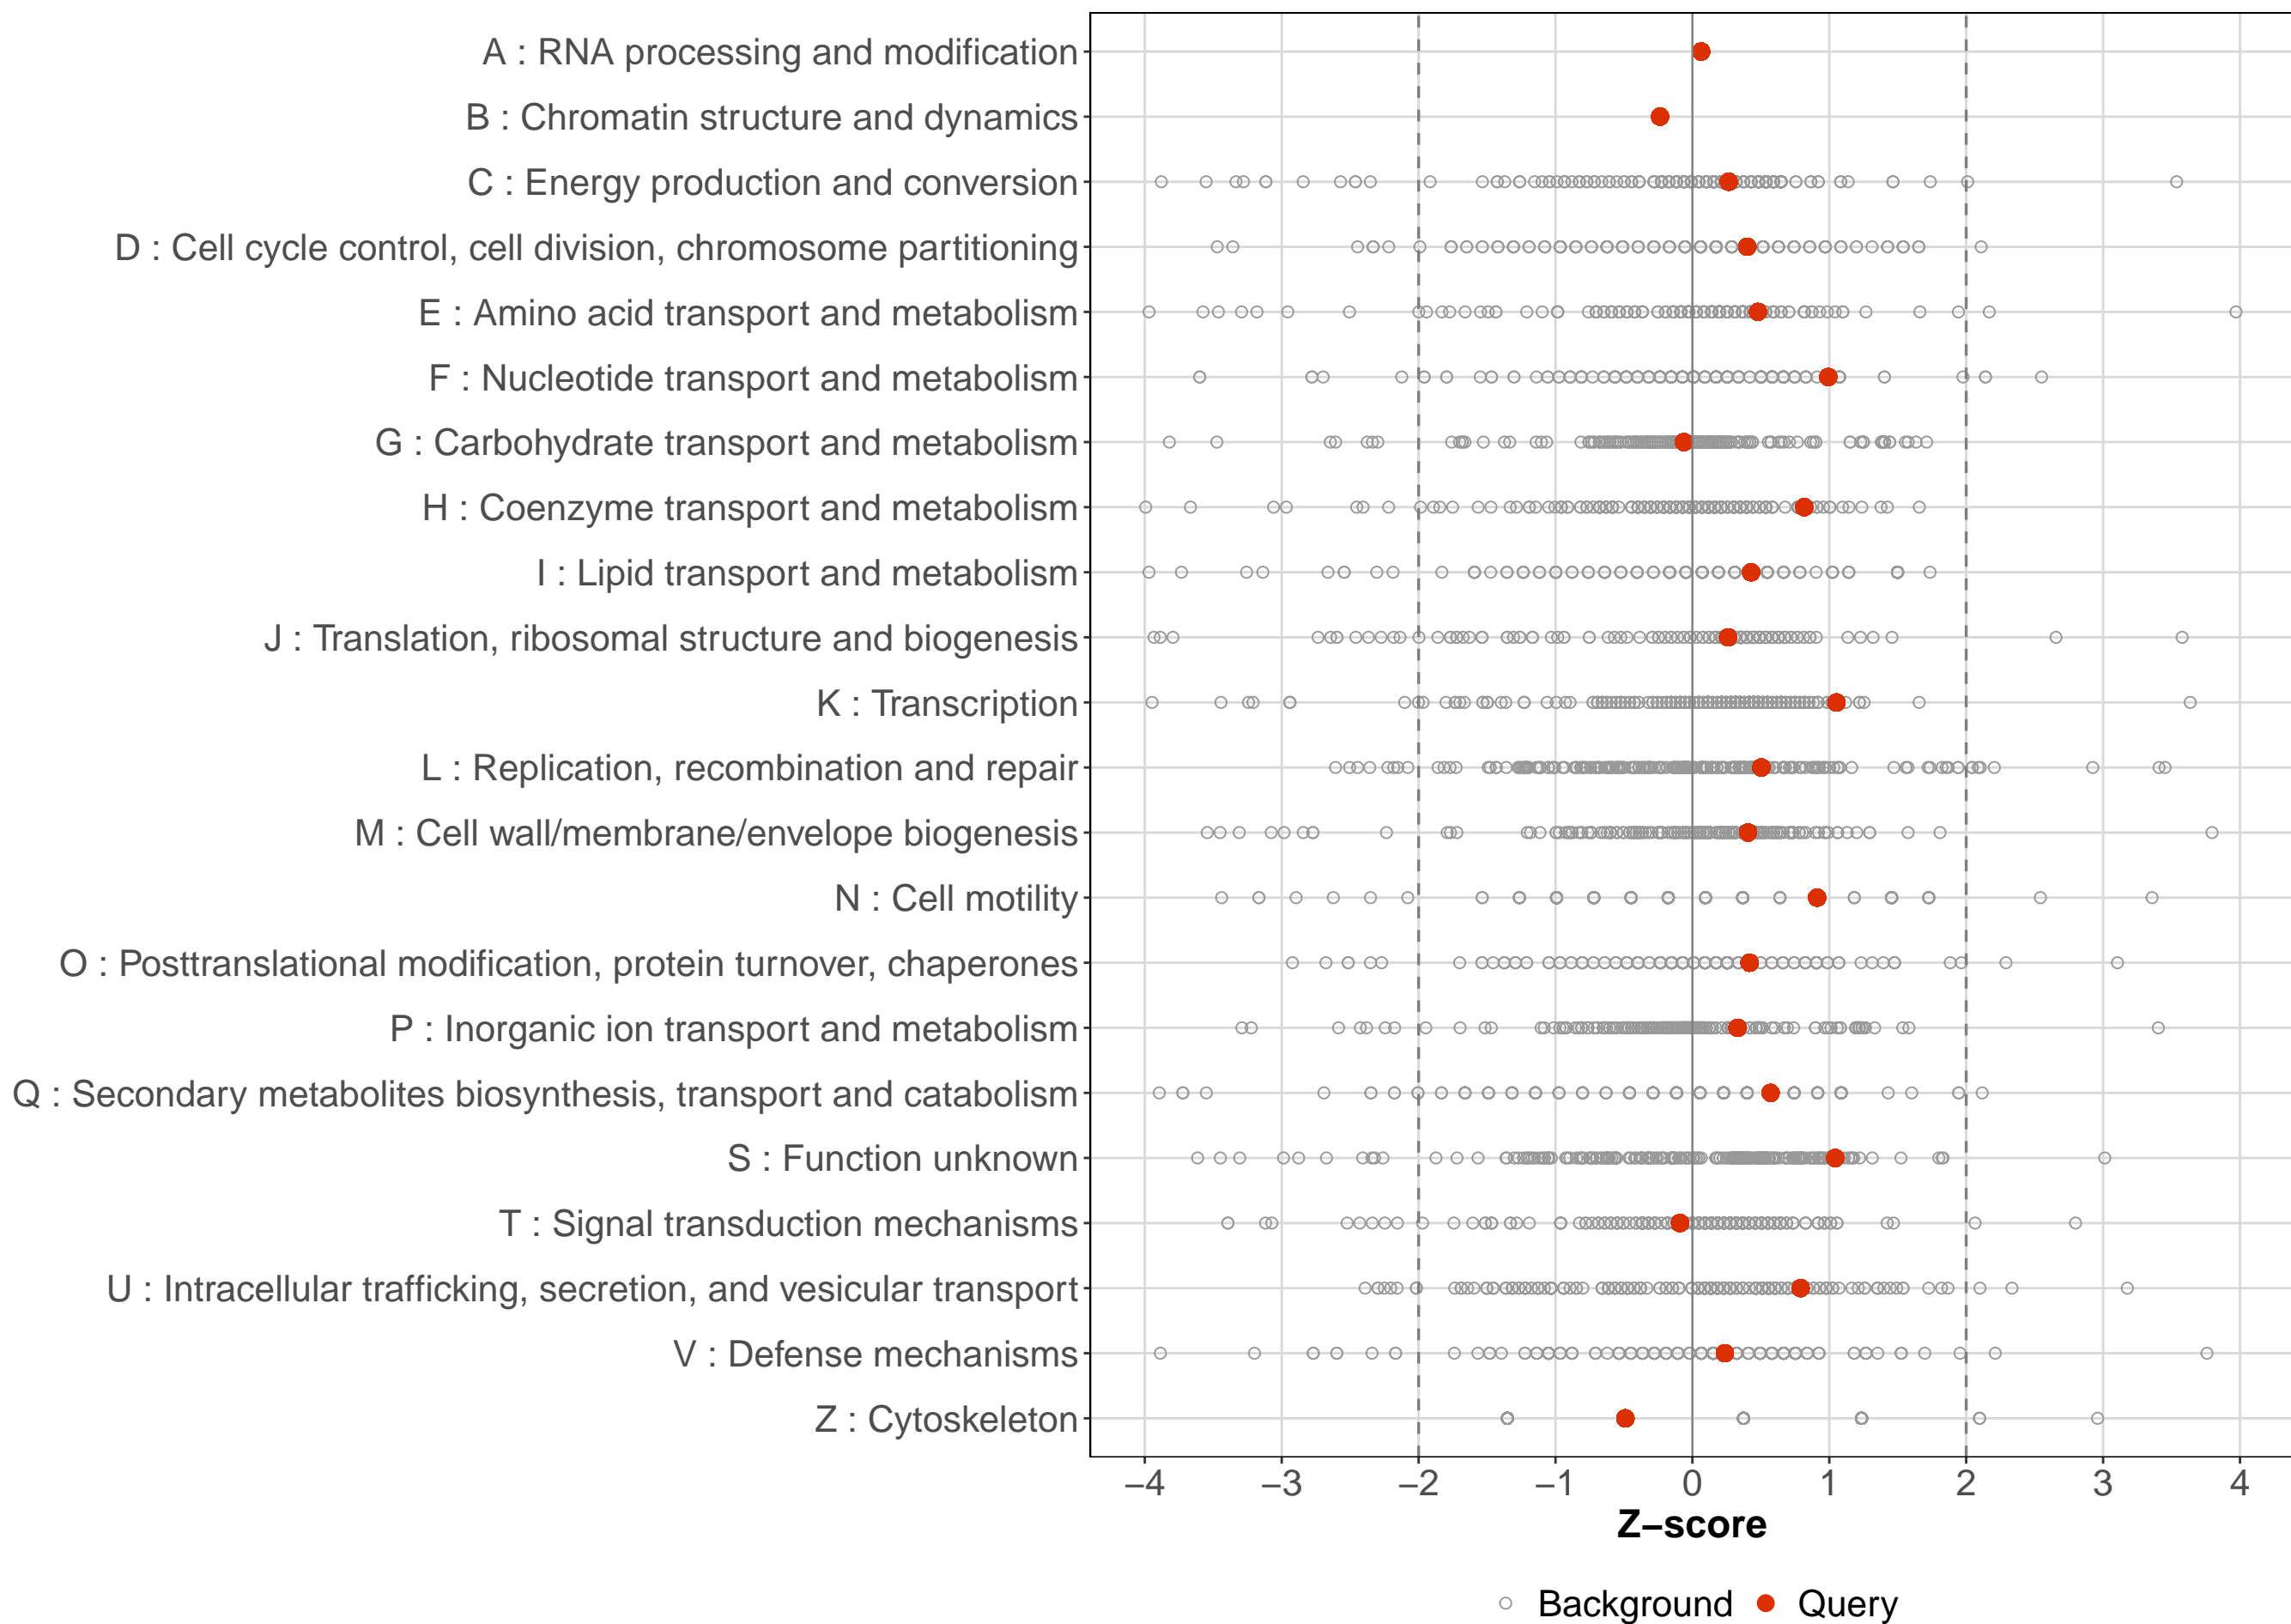 A : RNA processing and modification
B : Chromatin structure and dynamics
C : Energy production and conversion
D : Cell cycle control, cell division, chromosome partitioning
E : Amino acid transport and metabolism
F : Nucleotide transport and metabolism
G : Carbohydrate transport and metabolism
H : Coenzyme transport and metabolism
I : Lipid transport and metabolism
J : Translation, ribosomal structure and biogenesis
K : Transcription
L : Replication, recombination and repair
M : Cell wall/membrane/envelope biogenesis
N : Cell motility
O : Posttranslational modification, protein turnover, chaperones
P : Inorganic ion transport and metabolism
Q : Secondary metabolites biosynthesis, transport and catabolism
S : Function unknown
T : Signal transduction mechanisms
U : Intracellular trafficking, secretion, and vesicular transport
V : Defense mechanisms
Z : Cytoskeleton
−4 −3 −2 −1 0 1 2 3 4
Z−score
Background Query